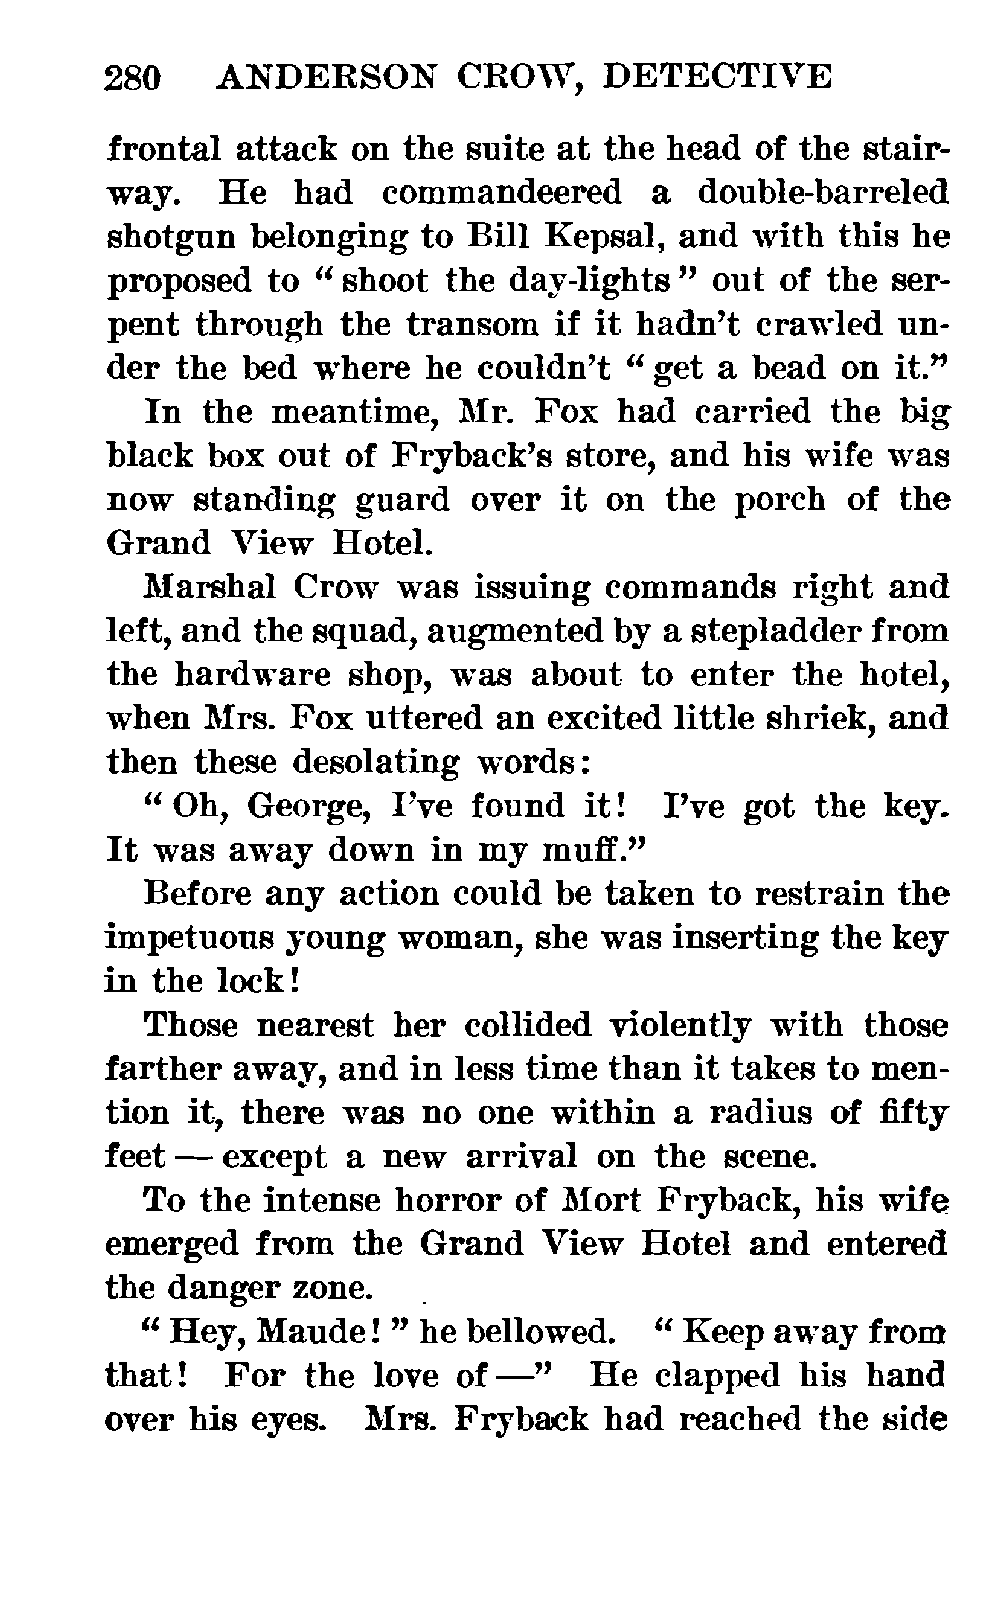 280 ANDERSON CROW, DETECTIVE
frontal attack on the suite at the head of the stair-
way. He had commandeered a double-barreled
shotgun belonging to Bill Kepsal, and with this he
proposed to “ shoot the day-lights ” out of the ser-
pent through the transom if it hadn’t crawled un-
der the bed where he couldn’t “ get a bead on it.”
In the meantime, Mr. Fox had carried the big
black box out of Fryback’s store, and his wife was
now standing guard over it on the porch of the
Grand View Hotel.
Marshal Crow was issuing commands right and
left, and the squad, augmented by a stepladder from
the hardware shop, was about to enter the hotel,
when Mrs. Fox uttered an excited little shriek, and
then these desolating words:
“ Oh, George, I’ve found it! I’ve got the key.
It was away down in my muff.”
Before any action could be taken to restrain the
impetuous young woman, she was inserting the key
in the lock!
Those nearest her collided violently with those
farther away, and in less time than it takes to men-
tion it, there was no one within a radius of fifty
feet — except a new arrival on the scene.
To the intense horror of Mort Fryback, his wife
emerged from the Grand View Hotel and entered
the danger zone.
“ Hey, Maude! ” he bellowed. “ Keep away from
that! For the love of —” He clapped his hand
over his eyes. Mrs. Fryback had reached the side